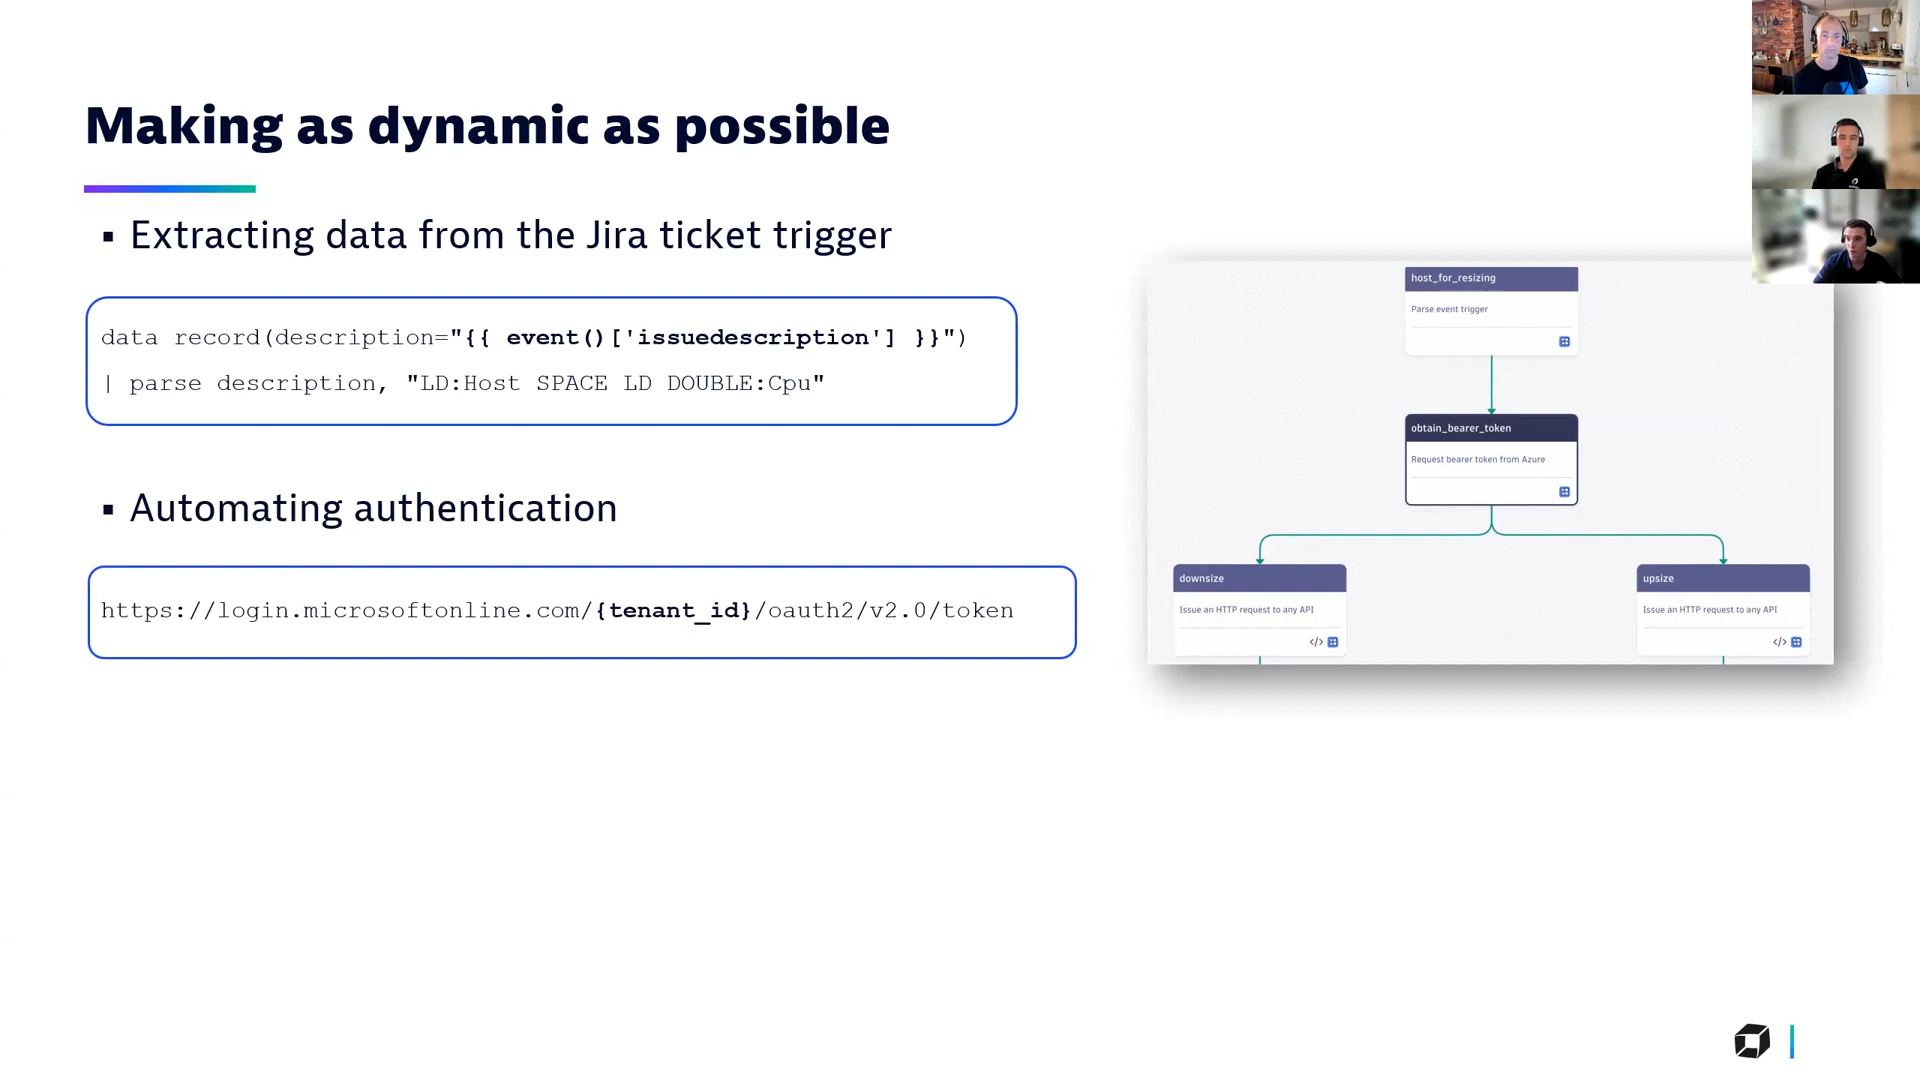 Making as dynamic as possible
▪ Extracting data from the Jira ticket trigger
data record(description="{{ event()['issuedescription'] }}")
| parse description, "LD:Host SPACE LD DOUBLE:Cpu"
▪ Automating authentication
https://login.microsoftonline.com/{tenant_id}/oauth2/v2.0/token
host_for_resizing
Parse event trigger
obtain_bearer_token
Request bearer token from Azure
downsize
Issue an HTTP request to any API
</>
upsize
Issue an HTTP request to any API
</>